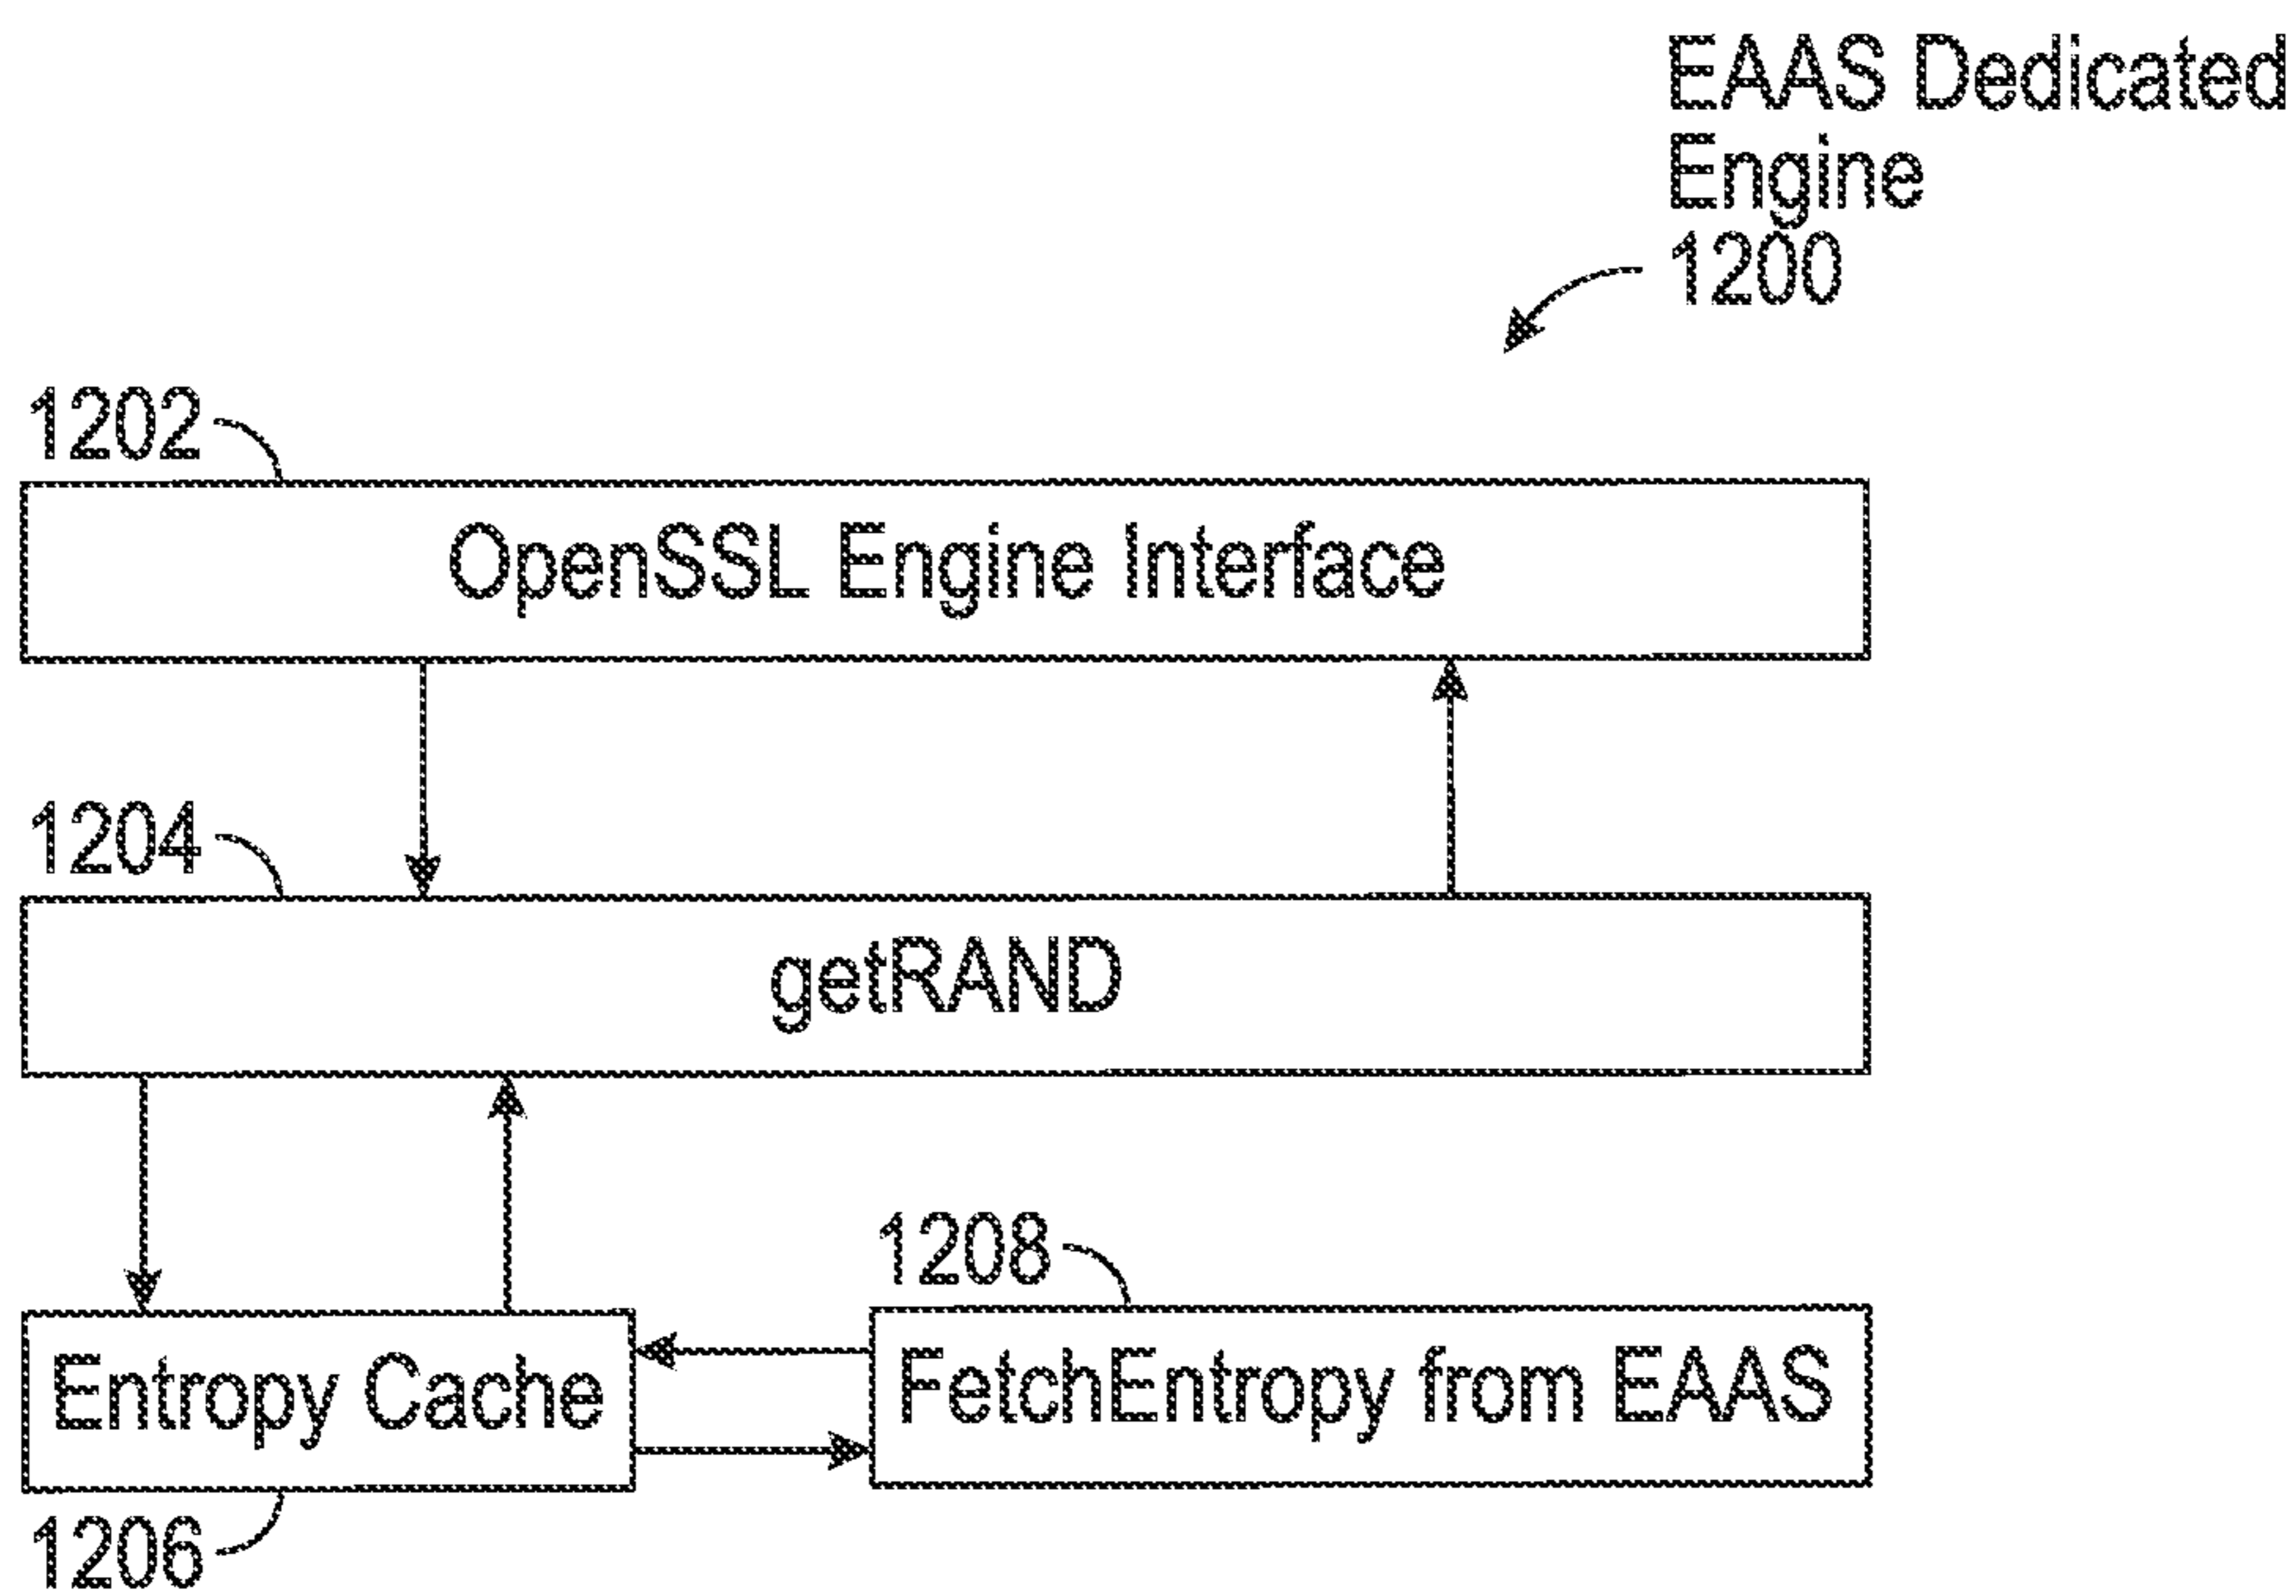 EAAS Dedicated
Engine
1200
1202
OpenSSL Engine Interface
1204
getRAND
1208
Entropy Cache
FetchEntropy from EAAS
1206